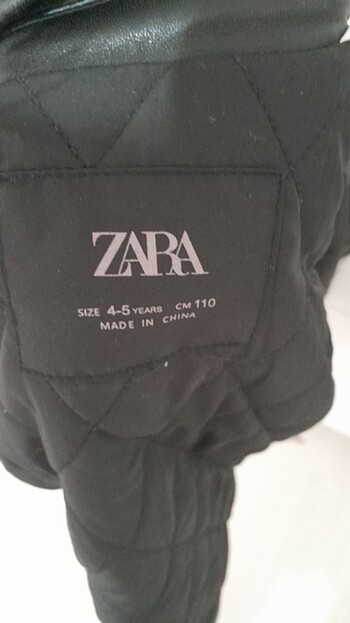 ZARA
SIZE 4-5 YEARS CM 110
MADE IN CHINA